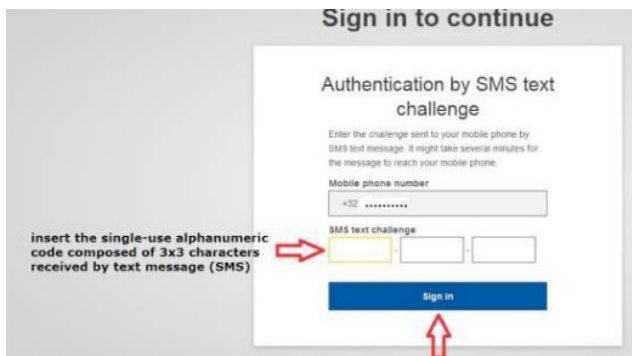 Sign in to continue
Authentication by SMS text
challenge
Enter the challenge sent to your mobile phone by
SMS text message. It might take several minutes for
the message to reach your mobile phone.
Mobile phone number
+32 ••••••••••
SMS text challenge
insert the single-use alphanumeric
code composed of 3x3 characters
received by text message (SMS)
- -
Sign in